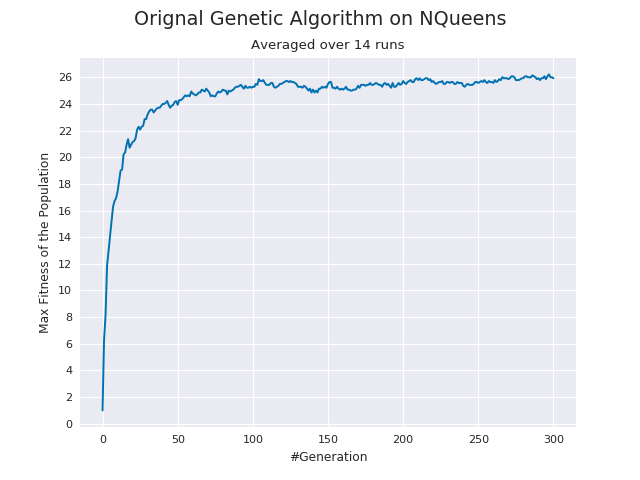 Orignal Genetic Algorithm on NQueens
Averaged over 14 runs
26
24
22
20
18
16
14
12
10
8
6
4
2
0
Max Fitness of the Population
0 50 100 150 200 250 300
#Generation